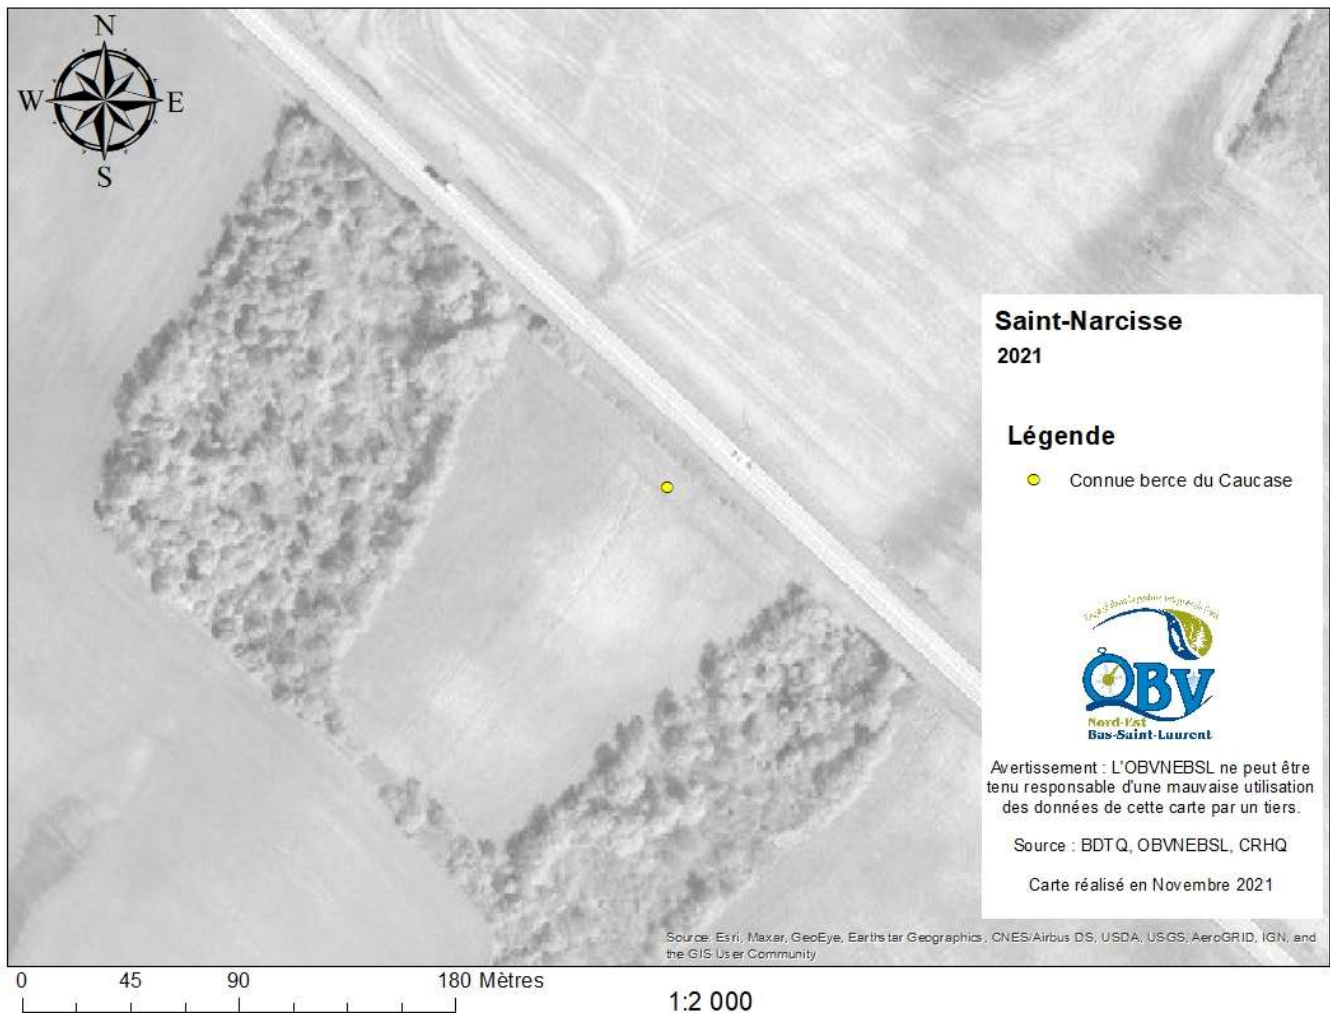 N
W E
S
Saint-Narcisse
2021
Légende
Connue berce du Caucase
OBV
Nord-Est
Bas-Saint-Laurent
Avertissement : L'OBVNEBSL ne peut être
tenu responsable d'une mauvaise utilisation
des données de cette carte par un tiers.
Source : BDTQ, OBVNEBSL, CRHQ
Carte réalisé en Novembre 2021
Source: Esri, Maxar, GeoEye, Earthstar Geographics, CNES/Airbus DS, USDA, USGS, AeroGRID, IGN, and
the GIS User Community
0 45 90 180 Mètres
1:2 000